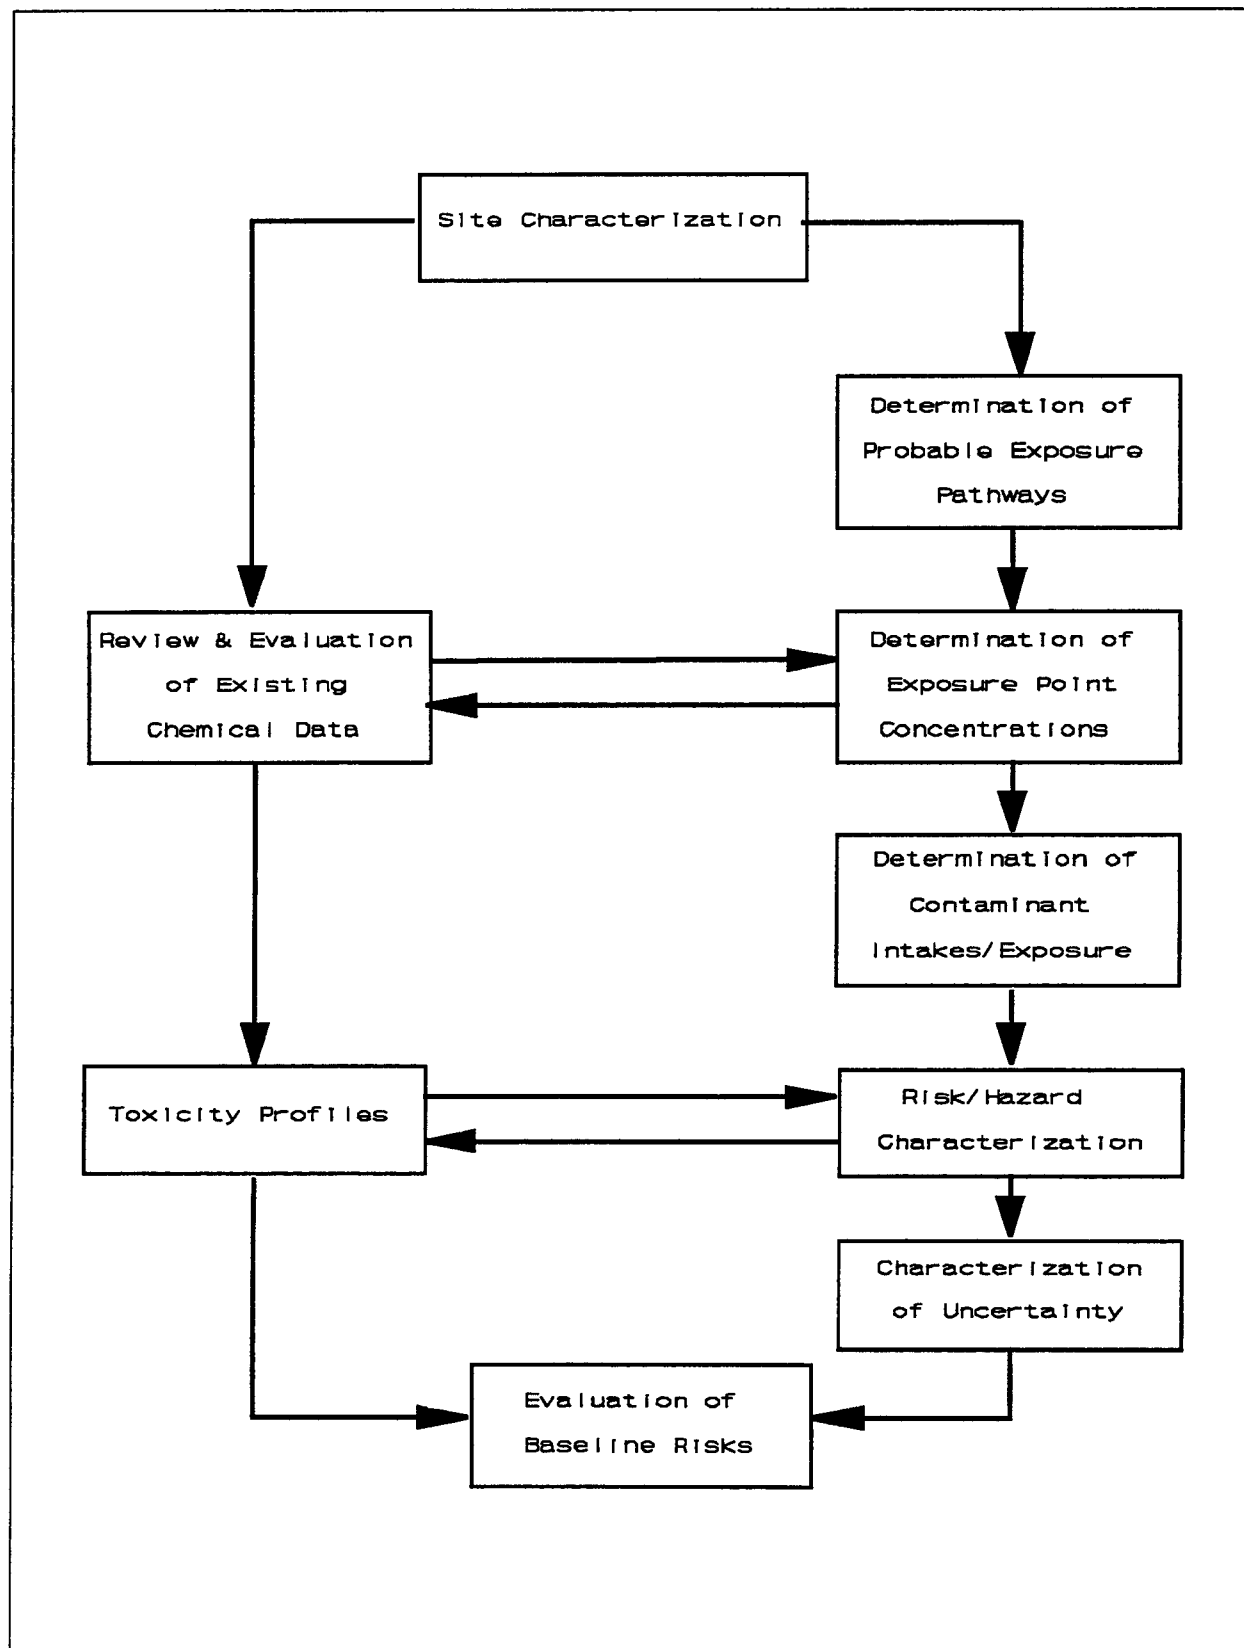 Site Characterization
Determination of
Probable Exposure
Pathways
Review & Evaluation
of Existing
Chemical Data
Determination of
Exposure Point
Concentrations
Determination of
Contaminant
Intakes/Exposure
Toxicity Profiles
Risk/Hazard
Characterization
Characterization
of Uncertainty
Evaluation of
Baseline Risks